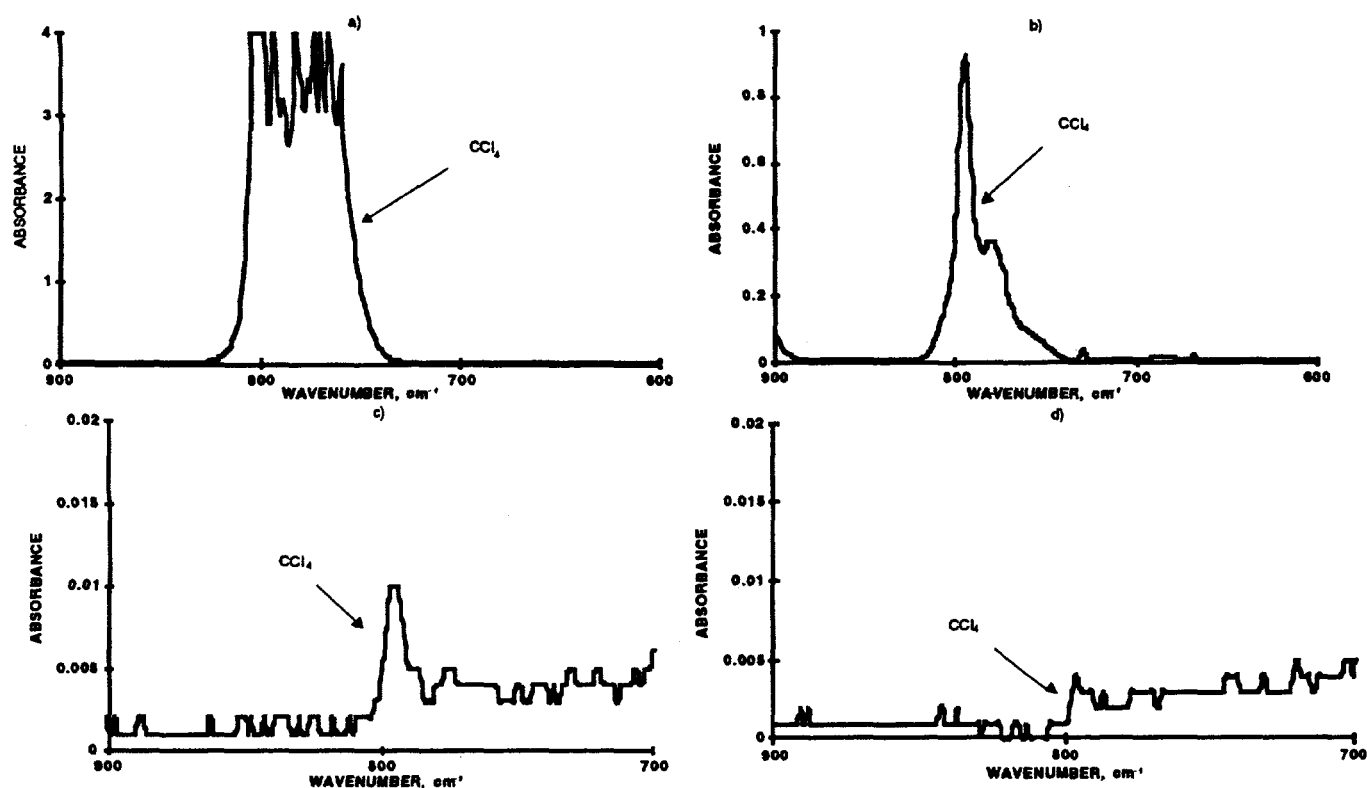 a)
4
3
2
1
0
ABSORBANCE
CCl₄
900 800 700 600
WAVENUMBER, cm⁻¹
b)
1
0.8
0.6
0.4
0.2
0
ABSORBANCE
CCl₄
900 800 700 600
WAVENUMBER, cm⁻¹
c)
0.02
0.015
0.01
0.005
0
ABSORBANCE
CCl₄
900 800 700
WAVENUMBER, cm⁻¹
d)
0.02
0.015
0.01
0.005
0
ABSORBANCE
CCl₄
900 800 700
WAVENUMBER, cm⁻¹